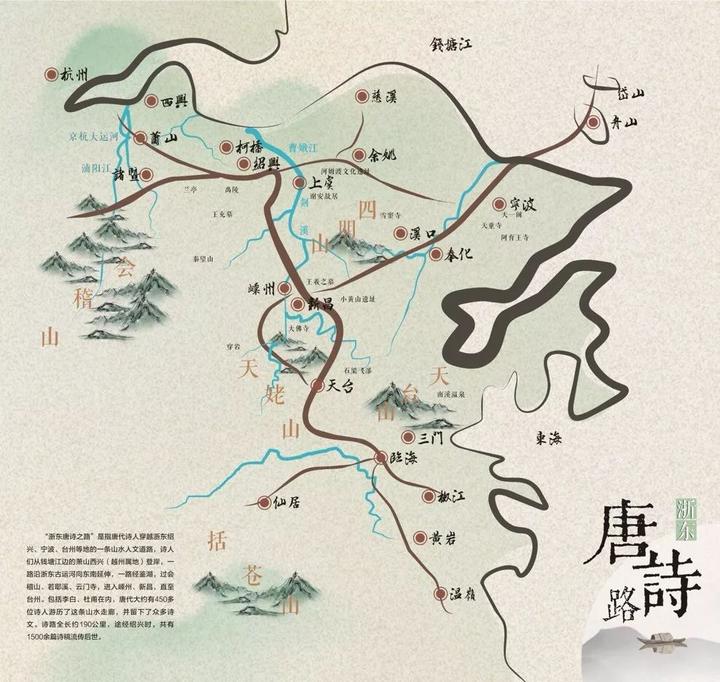 錢塘江
杭州
岱山
慈溪
西興
舟山
京杭大运河
蕭山
柯橋
曹娥江
紹興
余姚
浦阳江
諸暨
河姆渡文化遗址
上虞
兰亭
禹陵
谢安故居
寧波
王充墓
剡溪
四明山
雪窦寺
天一阁
溪口
天童寺
阿育王寺
奉化
秦望山
会稽山
嵊州
王羲之墓
新昌
小黄山遗址
大佛寺
穿岩
石梁飞瀑
天姥山
天台
天台山
南溪温泉
三门
東海
臨海
仙居
椒江
黄岩
括苍山
温嶺
浙东
唐詩路
“浙东唐诗之路”是指唐代诗人穿越浙东绍
兴、宁波、台州等地的一条山水人文道路，诗人
们从钱塘江边的萧山西兴（越州属地）登岸，一
路沿浙东古运河向东南延伸，一路经鉴湖，过会
稽山、若耶溪、云门寺，进入嵊州、新昌，直至
台州。包括李白、杜甫在内，唐代大约有450多
位诗人游历了这条山水走廊，并留下了众多诗
文。诗路全长约190公里，途经绍兴时，共有
1500余篇诗稿流传后世。